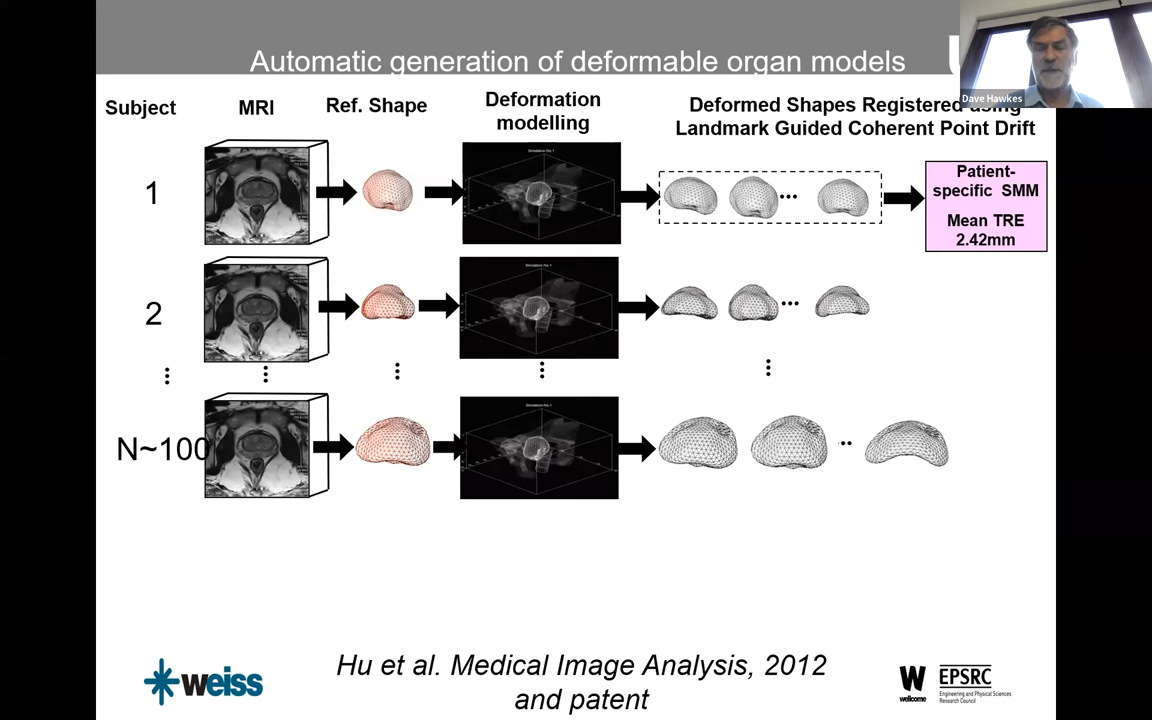 Automatic generation of deformable organ models
Dave Hawkes
Subject
MRI
Ref. Shape
Deformation
modelling
Deformed Shapes Registered using
Landmark Guided Coherent Point Drift
1
Patient-
specific SMM
Mean TRE
2.42mm
2
N~100
Hu et al. Medical Image Analysis, 2012
and patent
weiss
W
wellcome
EPSRC
Engineering and Physical Sciences
Research Council